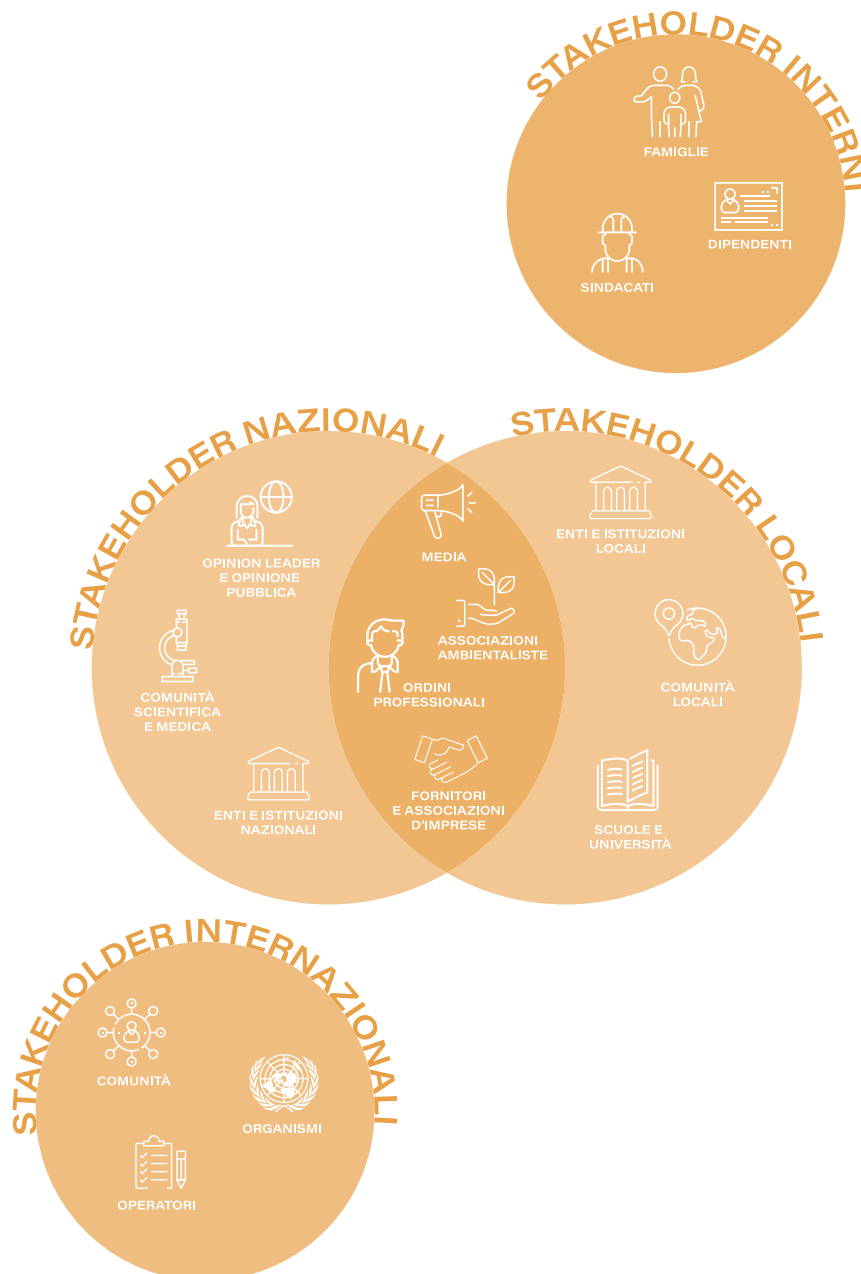 STAKEHOLDER INTERNI
FAMIGLIE
DIPENDENTI
SINDACATI
STAKEHOLDER NAZIONALI
OPINION LEADER
E OPINIONE
PUBBLICA
COMUNITÀ
SCIENTIFICA
E MEDICA
ENTI E ISTITUZIONI
NAZIONALI
MEDIA
ASSOCIAZIONI
AMBIENTALISTE
ORDINI
PROFESSIONALI
FORNITORI
E ASSOCIAZIONI
D'IMPRESE
STAKEHOLDER LOCALI
ENTI E ISTITUZIONI
LOCALI
COMUNITÀ
LOCALI
SCUOLE E
UNIVERSITÀ
STAKEHOLDER INTERNAZIONALI
COMUNITÀ
ORGANISMI
OPERATORI